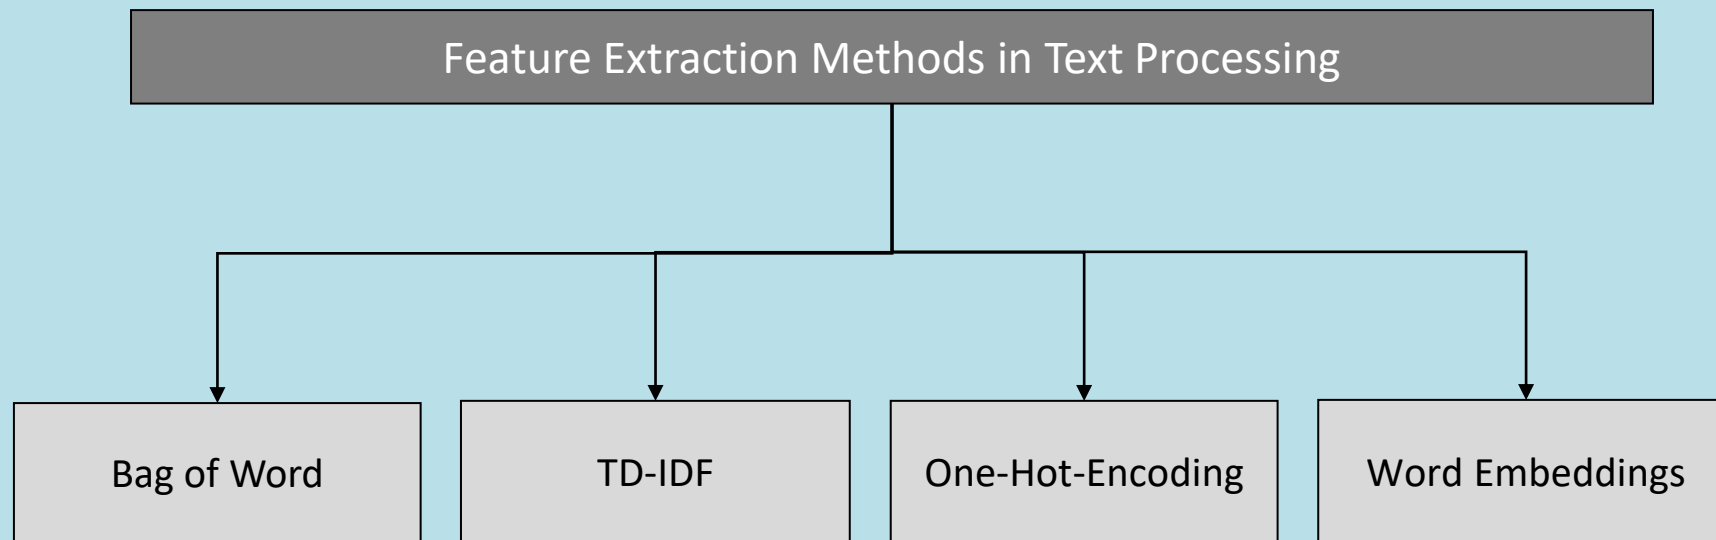 Feature Extraction Methods in Text Processing
Bag of Word
TD-IDF
One-Hot-Encoding
Word Embeddings